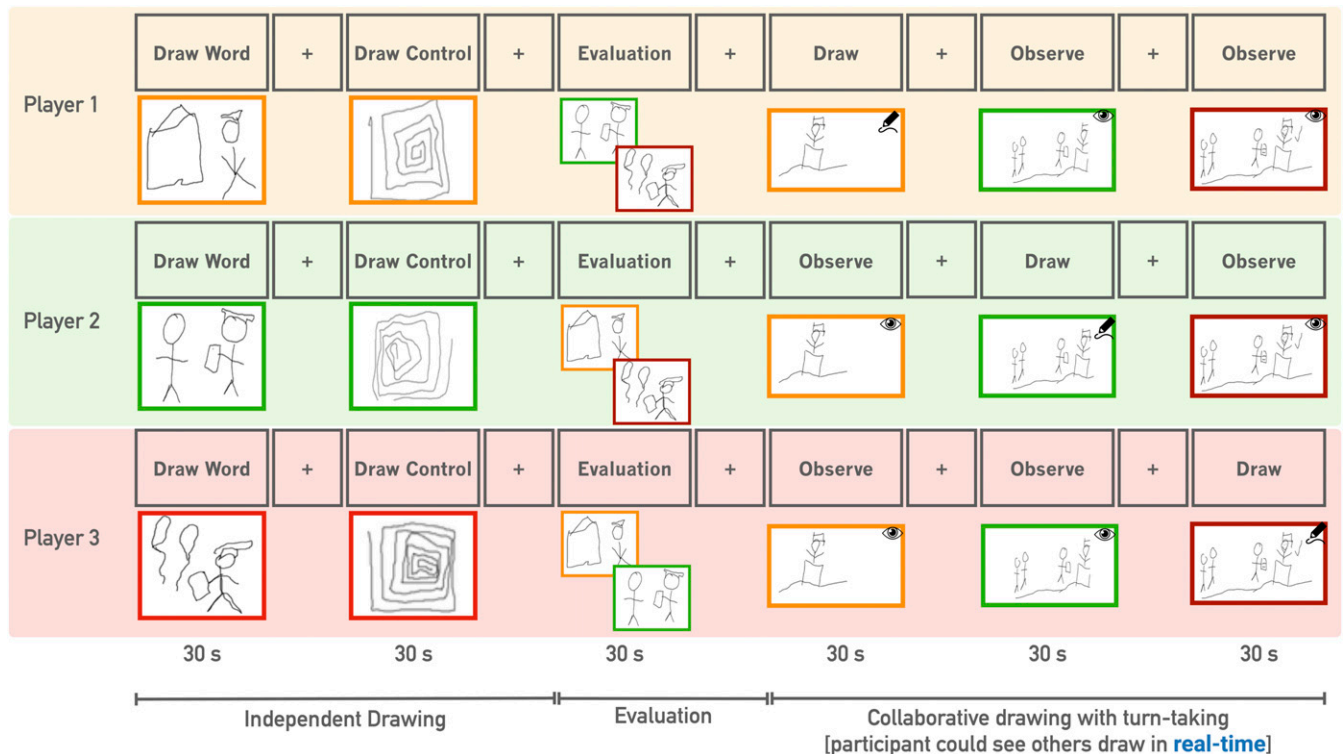 Draw Word + Draw Control + Evaluation + Draw + Observe + Observe
Player 1
Draw Word + Draw Control + Evaluation + Observe + Draw + Observe
Player 2
Draw Word + Draw Control + Evaluation + Observe + Observe + Draw
Player 3
30 s 30 s 30 s 30 s 30 s 30 s
Independent Drawing Evaluation Collaborative drawing with turn-taking
[participant could see others draw in real-time]